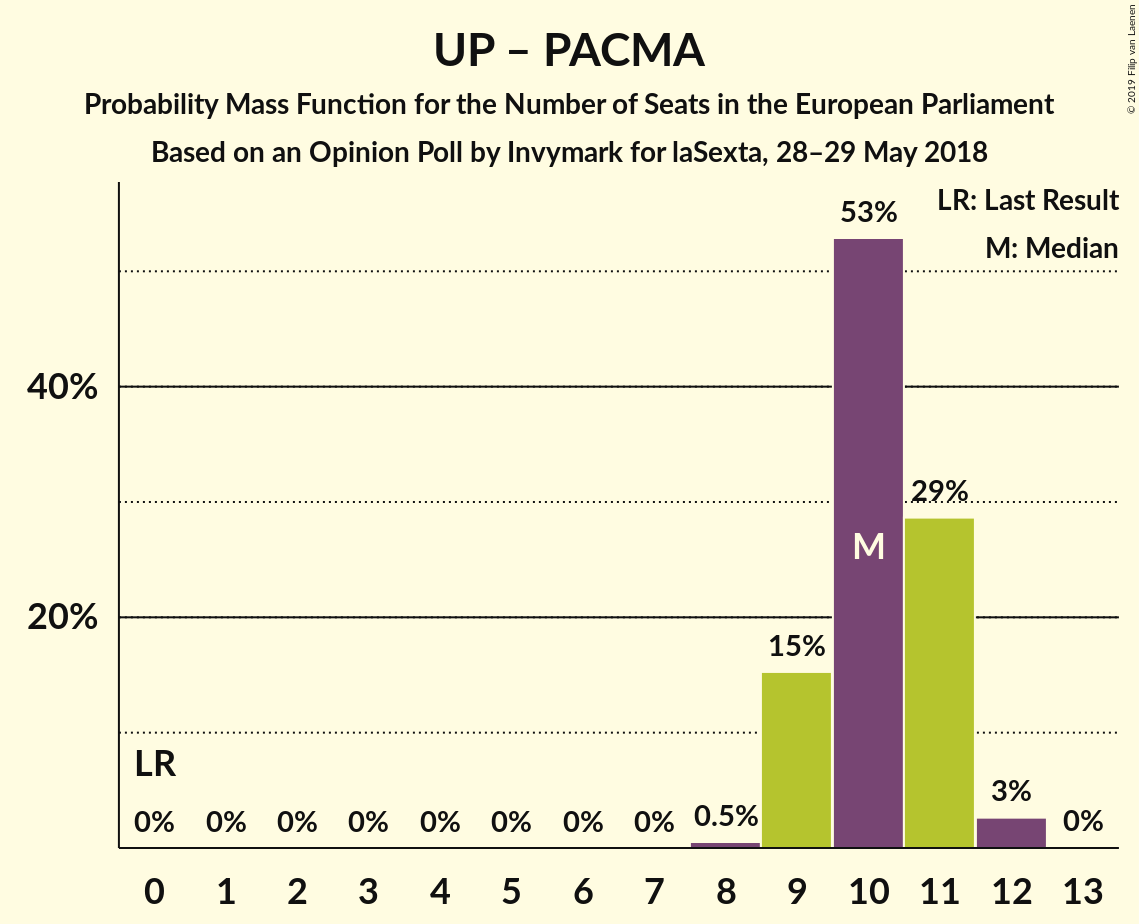 UP – PACMA
Probability Mass Function for the Number of Seats in the European Parliament
Based on an Opinion Poll by Invymark for laSexta, 28–29 May 2018
© 2019 Filip van Laenen
LR: Last Result
M: Median
53%
40%
29%
M
20%
15%
LR
0% 0% 0% 0% 0% 0% 0% 0% 0.5% 3% 0%
0 1 2 3 4 5 6 7 8 9 10 11 12 13